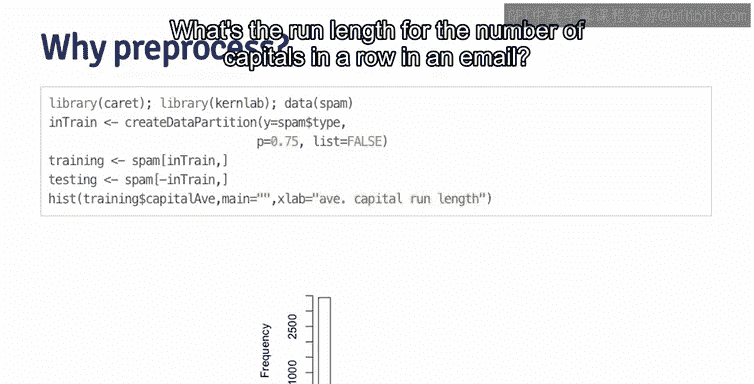 What's the run length for the number of
capitals in a row in an email?
Why preprocess?
library(caret); library(kernlab); data(spam)
inTrain <- createDataPartition(y=spam$type,
p=0.75, list=FALSE)
training <- spam[inTrain,]
testing <- spam[-inTrain,]
hist(training$capitalAve,main="",xlab="ave. capital run length")
Frequency
2500
1000